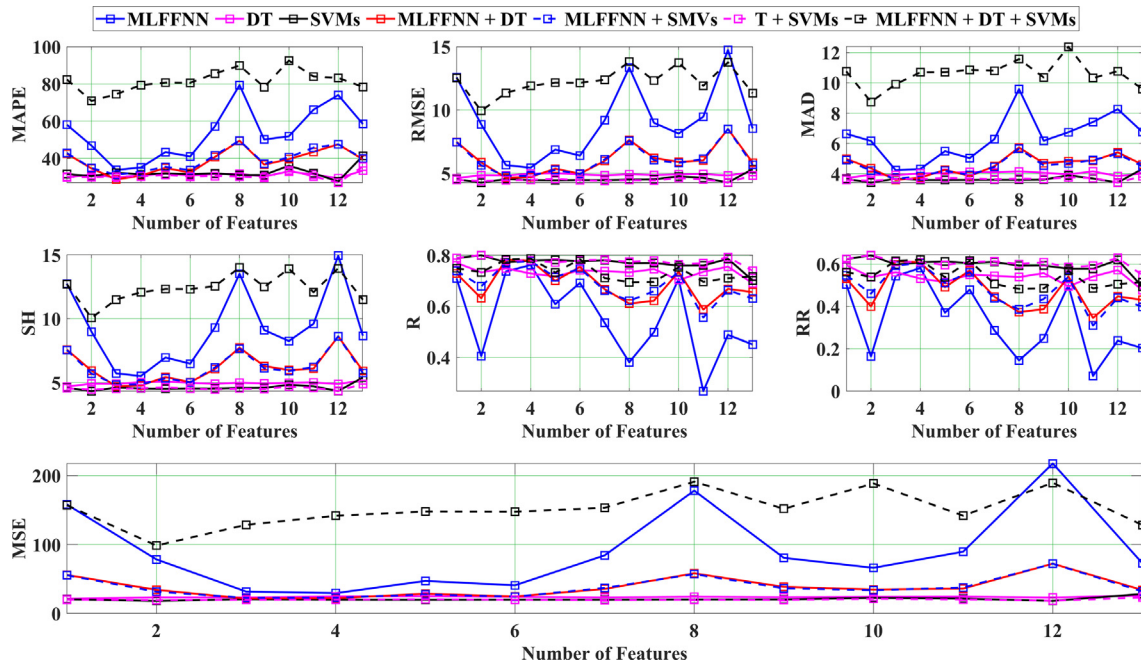 MLFFNN DT SVMs MLFFNN + DT MLFFNN + SMVs T + SVMs MLFFNN + DT + SVMs
100
80
60
40
MAPE
2 4 6 8 10 12
Number of Features
15
10
5
RMSE
2 4 6 8 10 12
Number of Features
12
10
8
6
4
MAD
2 4 6 8 10 12
Number of Features
15
10
5
SH
2 4 6 8 10 12
Number of Features
0.8
0.6
0.4
R
2 4 6 8 10 12
Number of Features
0.6
0.4
0.2
0
RR
2 4 6 8 10 12
Number of Features
200
100
0
MSE
2 4 6 8 10 12
Number of Features